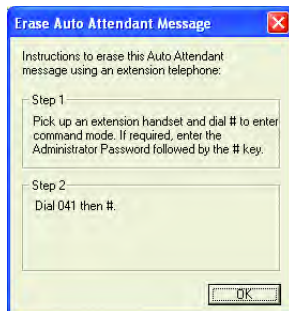 Erase Auto Attendant Message
Instructions to erase this Auto Attendant
message using an extension telephone:
Step 1
Pick up an extension handset and dial # to enter
command mode. If required, enter the
Administrator Password followed by the # key.
Step 2
Dial 041 then #.
OK